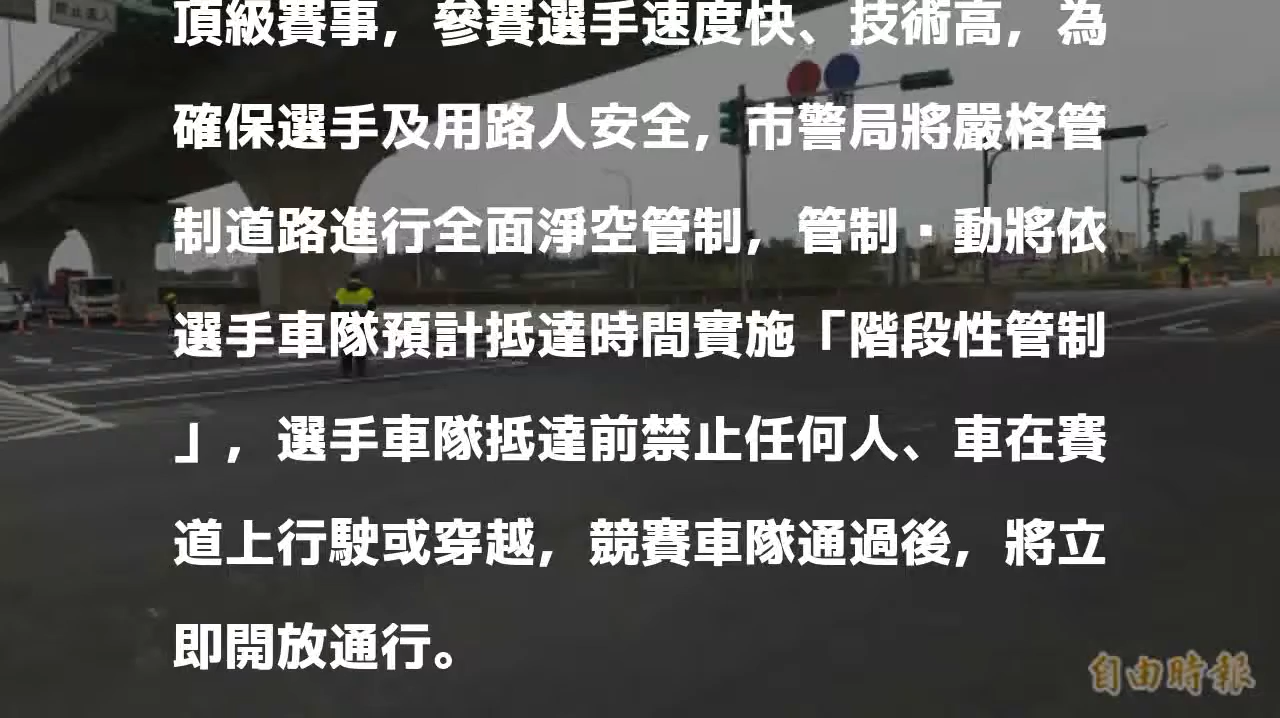 頂級賽事，參賽選手速度快、技術高，為
確保選手及用路人安全，市警局將嚴格管
制道路進行全面淨空管制，管制·動將依
選手車隊預計抵達時間實施「階段性管制
」，選手車隊抵達前禁止任何人、車在賽
道上行駛或穿越，競賽車隊通過後，將立
即開放通行。
自由時報